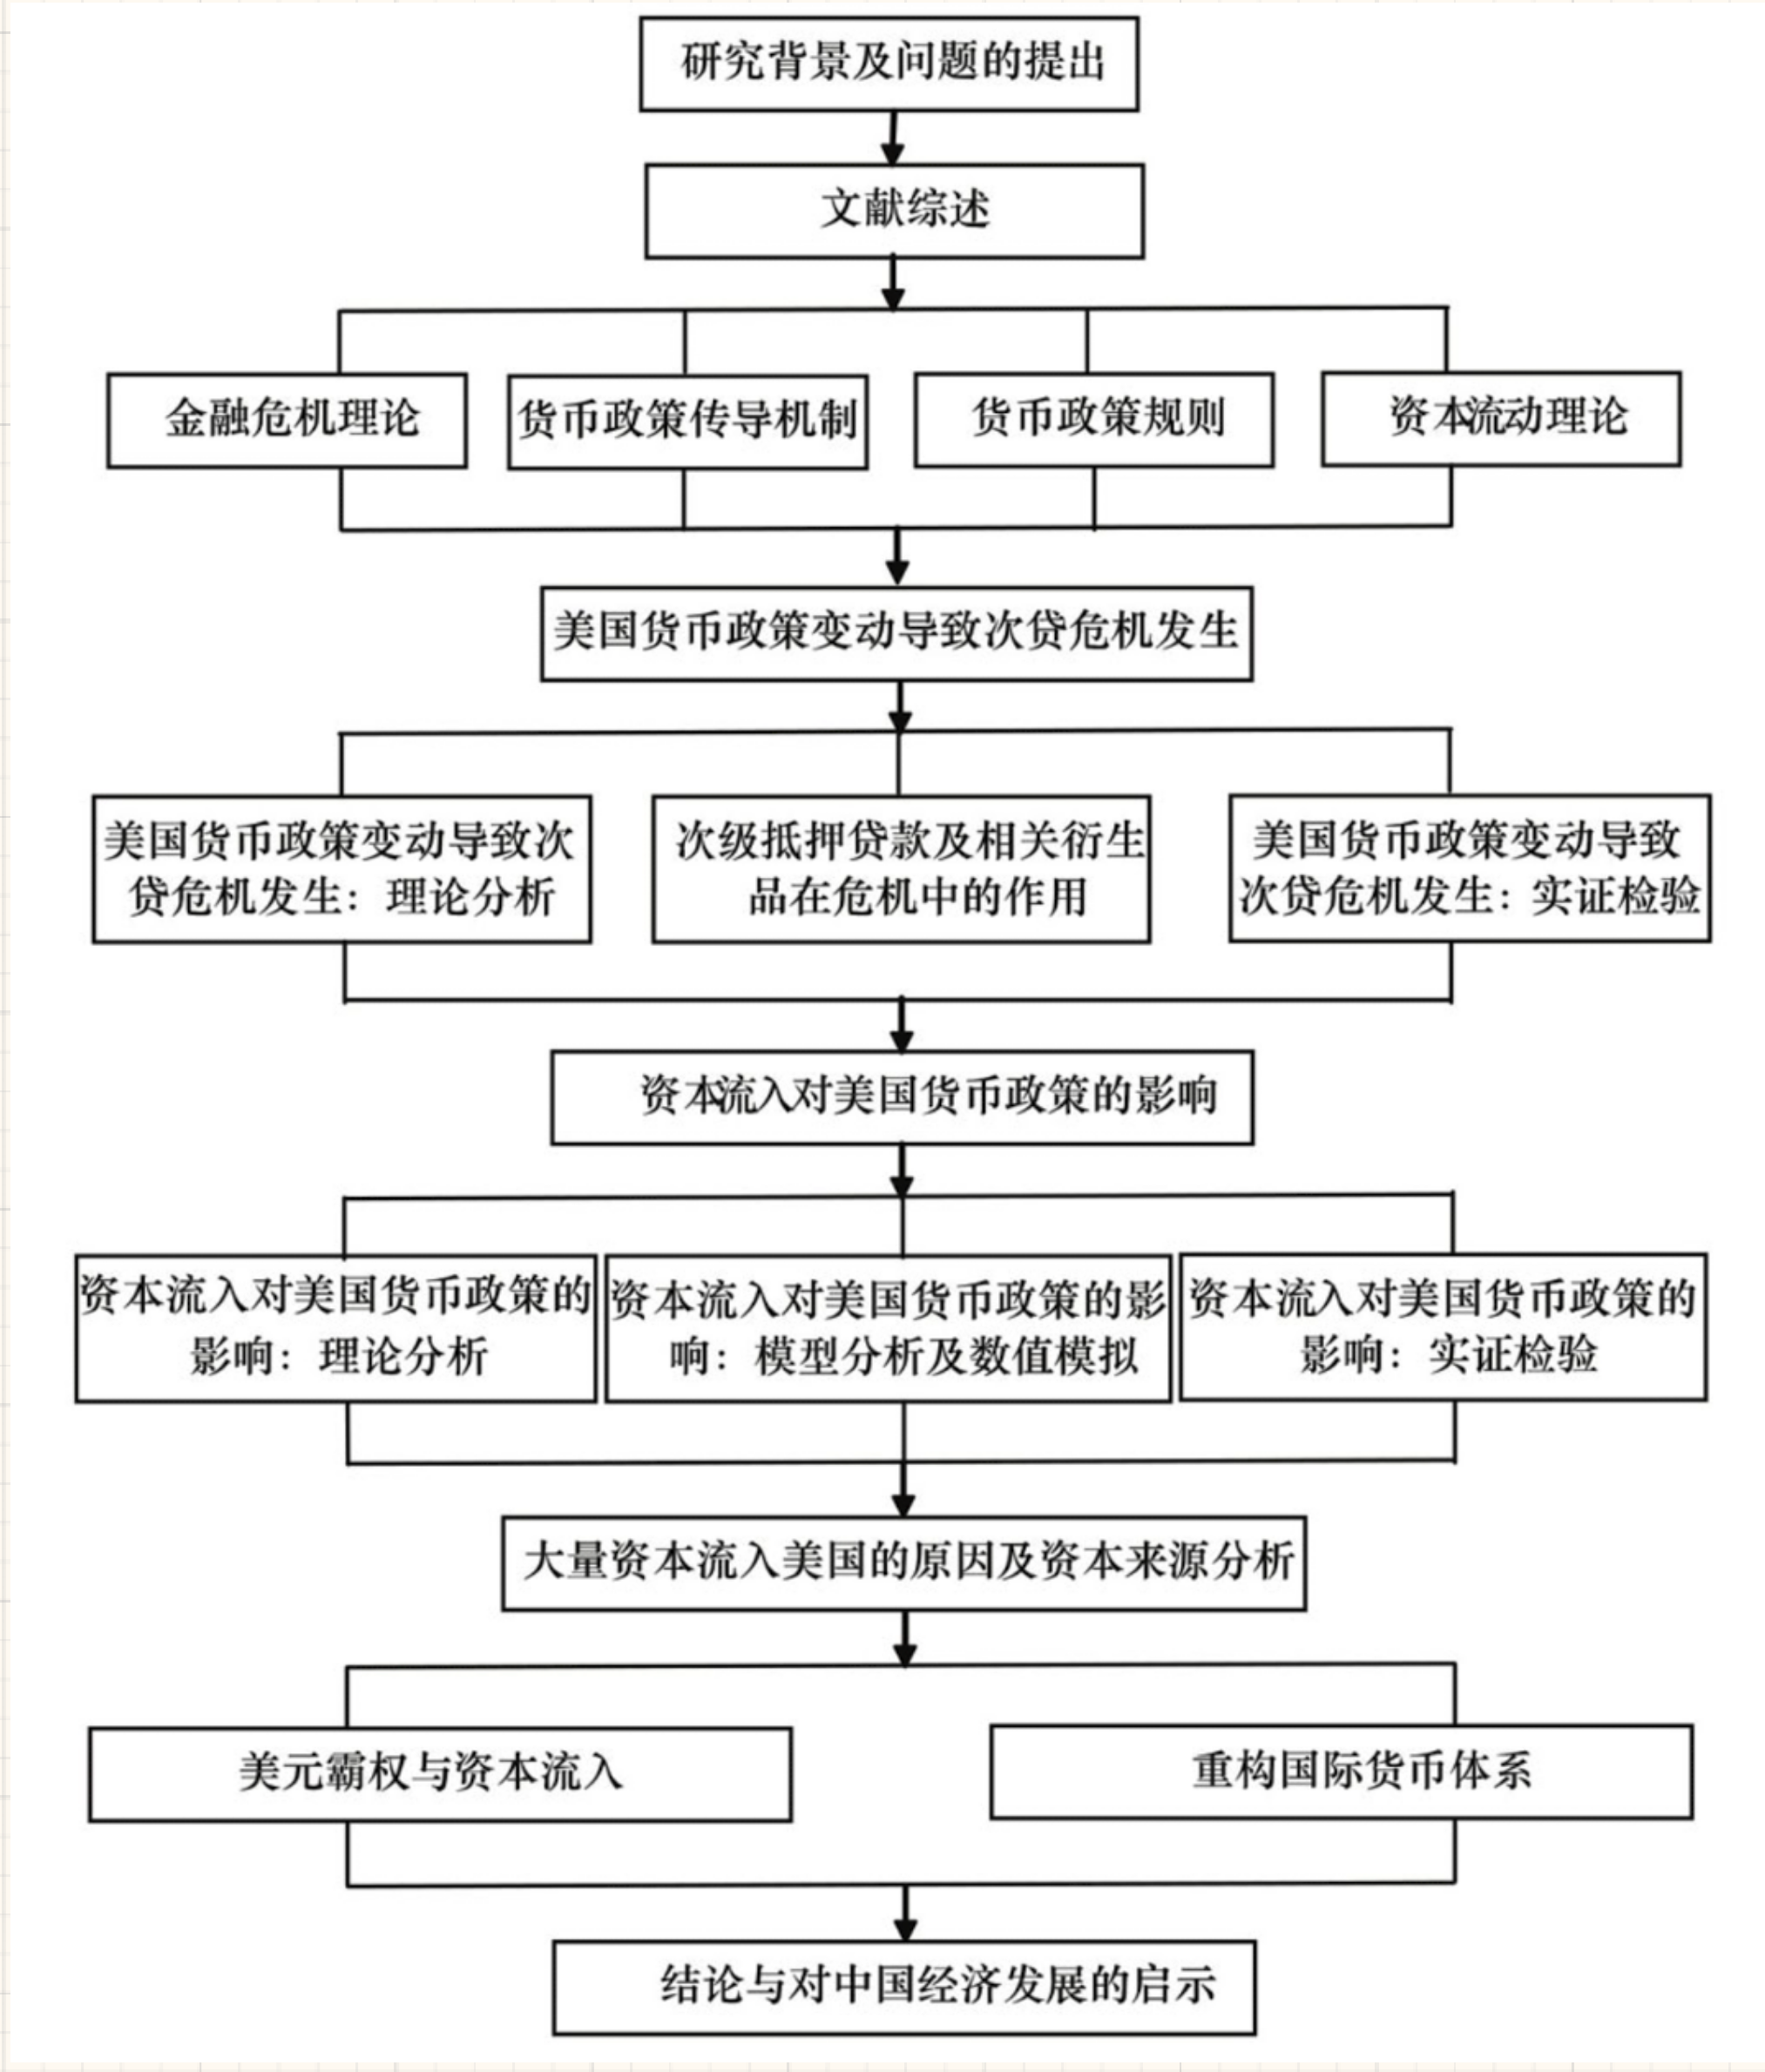 研究背景及问题的提出
文献综述
金融危机理论
货币政策传导机制
货币政策规则
资本流动理论
美国货币政策变动导致次贷危机发生
美国货币政策变动导致次
贷危机发生：理论分析
次级抵押贷款及相关衍生
品在危机中的作用
美国货币政策变动导致
次贷危机发生：实证检验
资本流入对美国货币政策的影响
资本流入对美国货币政策的
影响：理论分析
资本流入对美国货币政策的影
响：模型分析及数值模拟
资本流入对美国货币政策的
影响：实证检验
大量资本流入美国的原因及资本来源分析
美元霸权与资本流入
重构国际货币体系
结论与对中国经济发展的启示